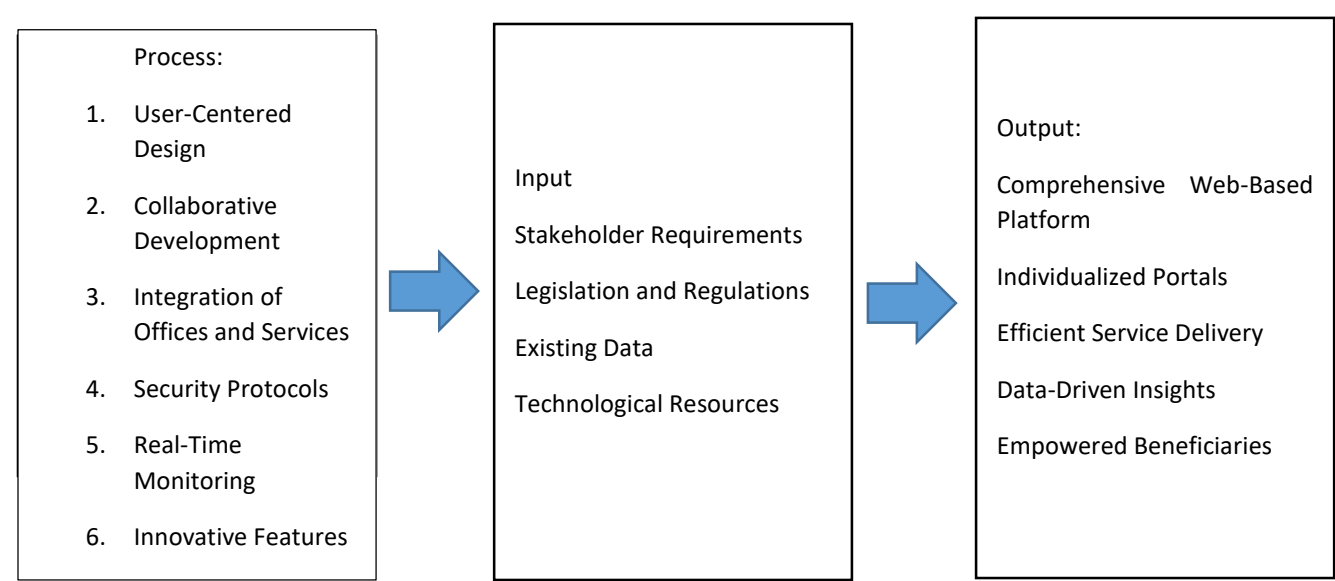 Process:
1. User-Centered
Design
2. Collaborative
Development
3. Integration of
Offices and Services
4. Security Protocols
5. Real-Time
Monitoring
6. Innovative Features
Input
Stakeholder Requirements
Legislation and Regulations
Existing Data
Technological Resources
Output:
Comprehensive Web-Based
Platform
Individualized Portals
Efficient Service Delivery
Data-Driven Insights
Empowered Beneficiaries